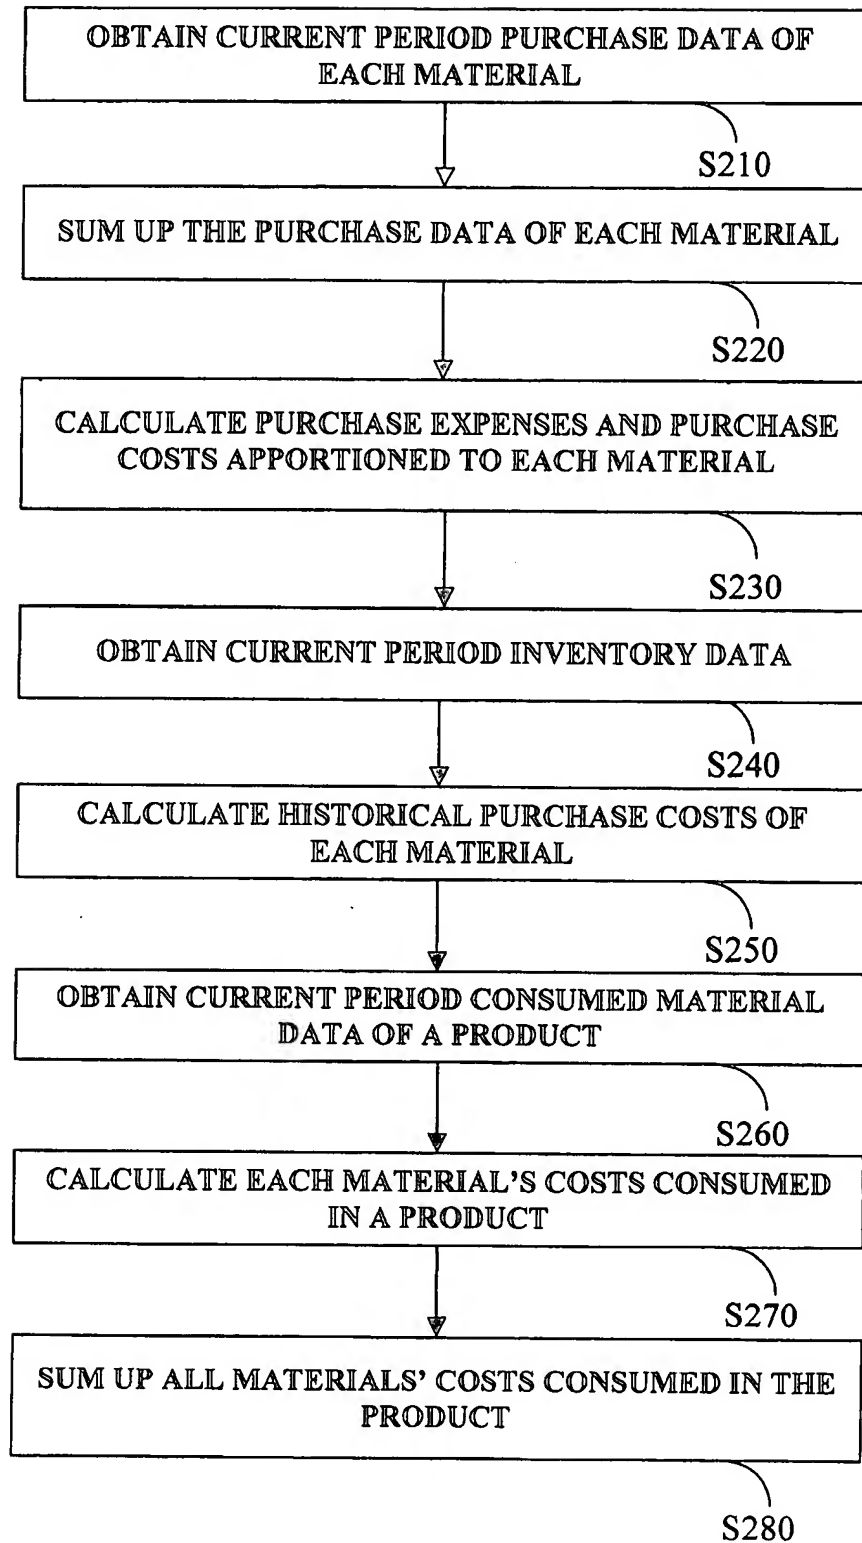 OBTAIN CURRENT PERIOD PURCHASE DATA OF
EACH MATERIAL
S210
SUM UP THE PURCHASE DATA OF EACH MATERIAL
S220
CALCULATE PURCHASE EXPENSES AND PURCHASE
COSTS APPORTIONED TO EACH MATERIAL
S230
OBTAIN CURRENT PERIOD INVENTORY DATA
S240
CALCULATE HISTORICAL PURCHASE COSTS OF
EACH MATERIAL
S250
OBTAIN CURRENT PERIOD CONSUMED MATERIAL
DATA OF A PRODUCT
S260
CALCULATE EACH MATERIAL'S COSTS CONSUMED
IN A PRODUCT
S270
SUM UP ALL MATERIALS' COSTS CONSUMED IN THE
PRODUCT
S280